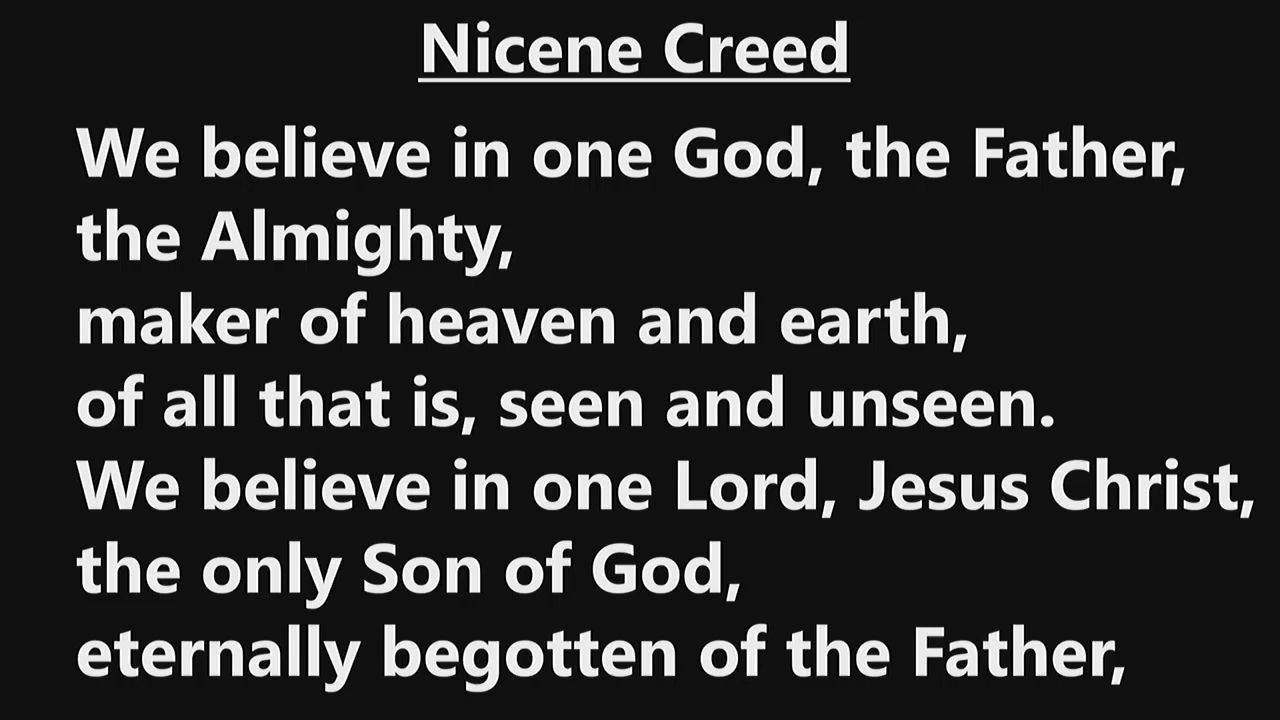 Nicene Creed
We believe in one God, the Father,
the Almighty,
maker of heaven and earth,
of all that is, seen and unseen.
We believe in one Lord, Jesus Christ,
the only Son of God,
eternally begotten of the Father,